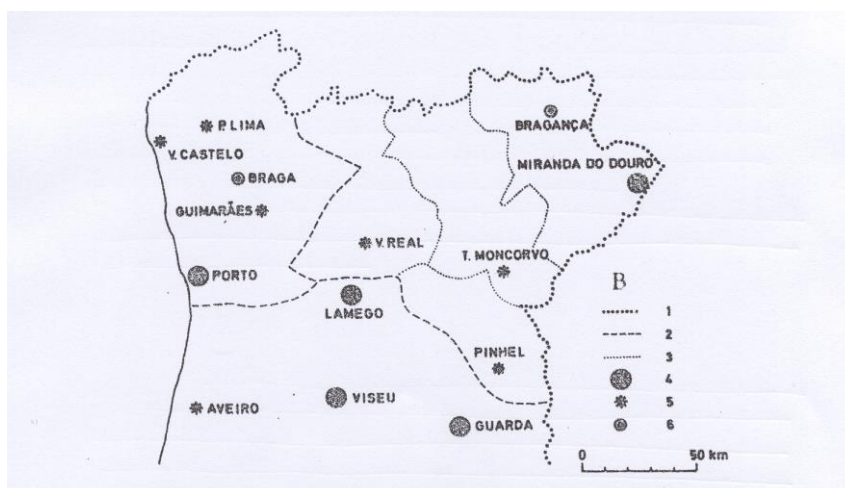 BRAGANÇA
P.LIMA
V. CASTELO
MIRANDA DO DOURO
BRAGA
GUIMARÃES
V. REAL
T. MONCORVO
PORTO
B
LAMEGO
1
2
3
PINHEL
4
AVEIRO
VISEU
5
GUARDA
6
0 50 km